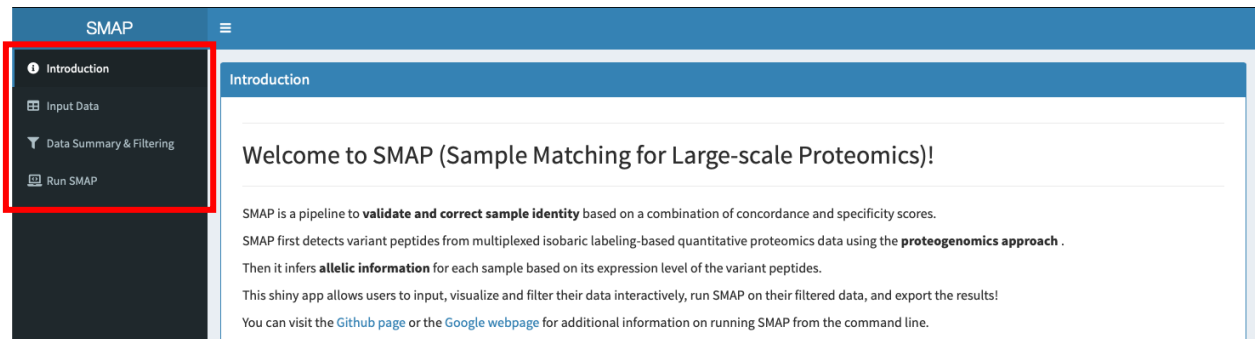 SMAP
Introduction
Input Data
Data Summary & Filtering
Run SMAP
Introduction
Welcome to SMAP (Sample Matching for Large-scale Proteomics)!
SMAP is a pipeline to validate and correct sample identity based on a combination of concordance and specificity scores.
SMAP first detects variant peptides from multiplexed isobaric labeling-based quantitative proteomics data using the proteogenomics approach .
Then it infers allelic information for each sample based on its expression level of the variant peptides.
This shiny app allows users to input, visualize and filter their data interactively, run SMAP on their filtered data, and export the results!
You can visit the Github page or the Google webpage for additional information on running SMAP from the command line.